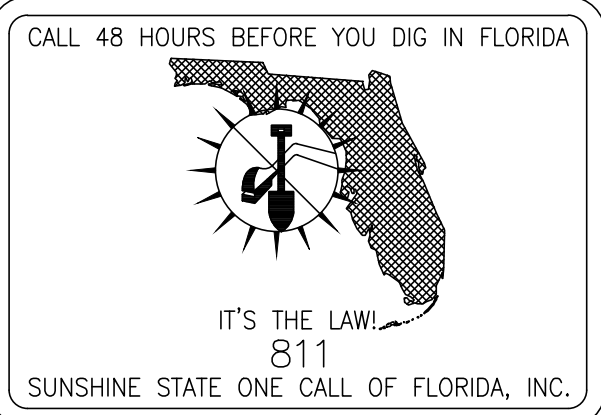 CALL 48 HOURS BEFORE YOU DIG IN FLORIDA
IT'S THE LAW!
811
SUNSHINE STATE ONE CALL OF FLORIDA, INC.